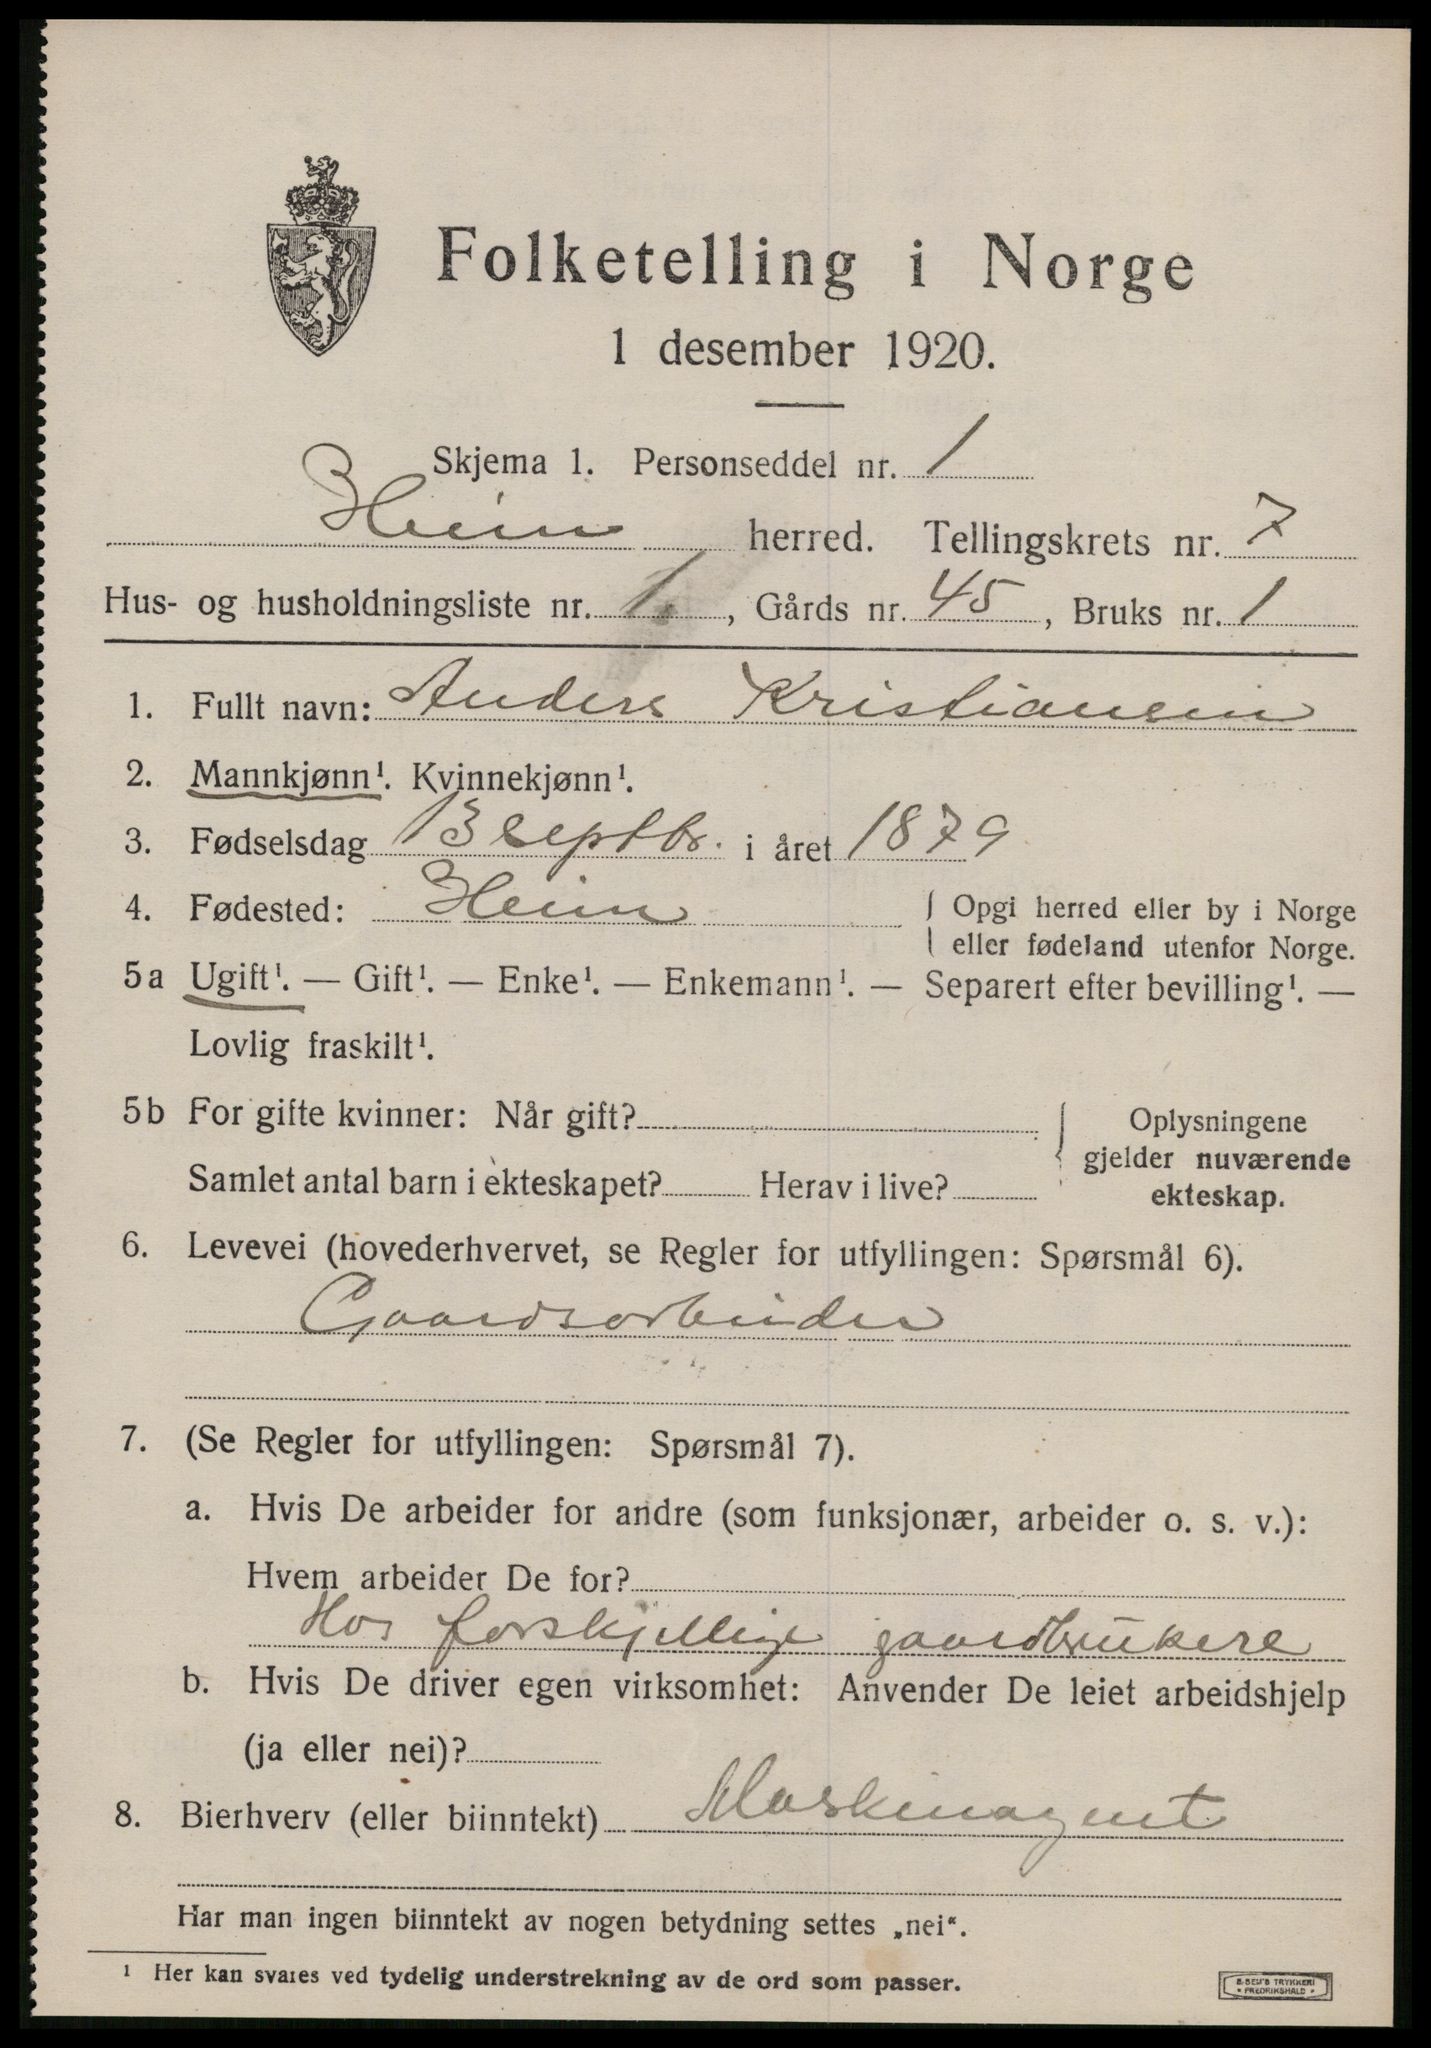 Folketelling i Norge
1 desember 1920.
Skjema 1. Personseddel nr. 1
Heim herred. Tellingskrets nr. 7
Hus- og husholdningsliste nr. 1. , Gårds nr. 45 , Bruks nr. 1
1. Fullt navn: Anders Kristiansen
2. Mannkjønn¹. Kvinnekjønn¹.
3. Fødselsdag 13 septbr. i året 1879
4. Fødested: Heim { Opgi herred eller by i Norge
{ eller fødeland utenfor Norge.
5a Ugift¹. — Gift¹. — Enke¹. — Enkemann¹. — Separert efter bevilling¹. —
Lovlig fraskilt¹.
5b For gifte kvinner: Når gift? Oplysningene
gjelder nuværende
Samlet antal barn i ekteskapet? Herav i live? ekteskap.
6. Levevei (hovederhvervet, se Regler for utfyllingen: Spørsmål 6).
Gaardsarbeider
7. (Se Regler for utfyllingen: Spørsmål 7).
a. Hvis De arbeider for andre (som funksjonær, arbeider o. s. v.):
Hvem arbeider De for?
Hos forskjellige gaardbrukere
b. Hvis De driver egen virksomhet: Anvender De leiet arbeidshjelp
(ja eller nei)?
8. Bierhverv (eller biinntekt) Maskinagent
Har man ingen biinntekt av nogen betydning settes „nei“.
¹ Her kan svares ved tydelig understrekning av de ord som passer.
E. SEM'S TRYKKERI
• FREDRIKSHALD •